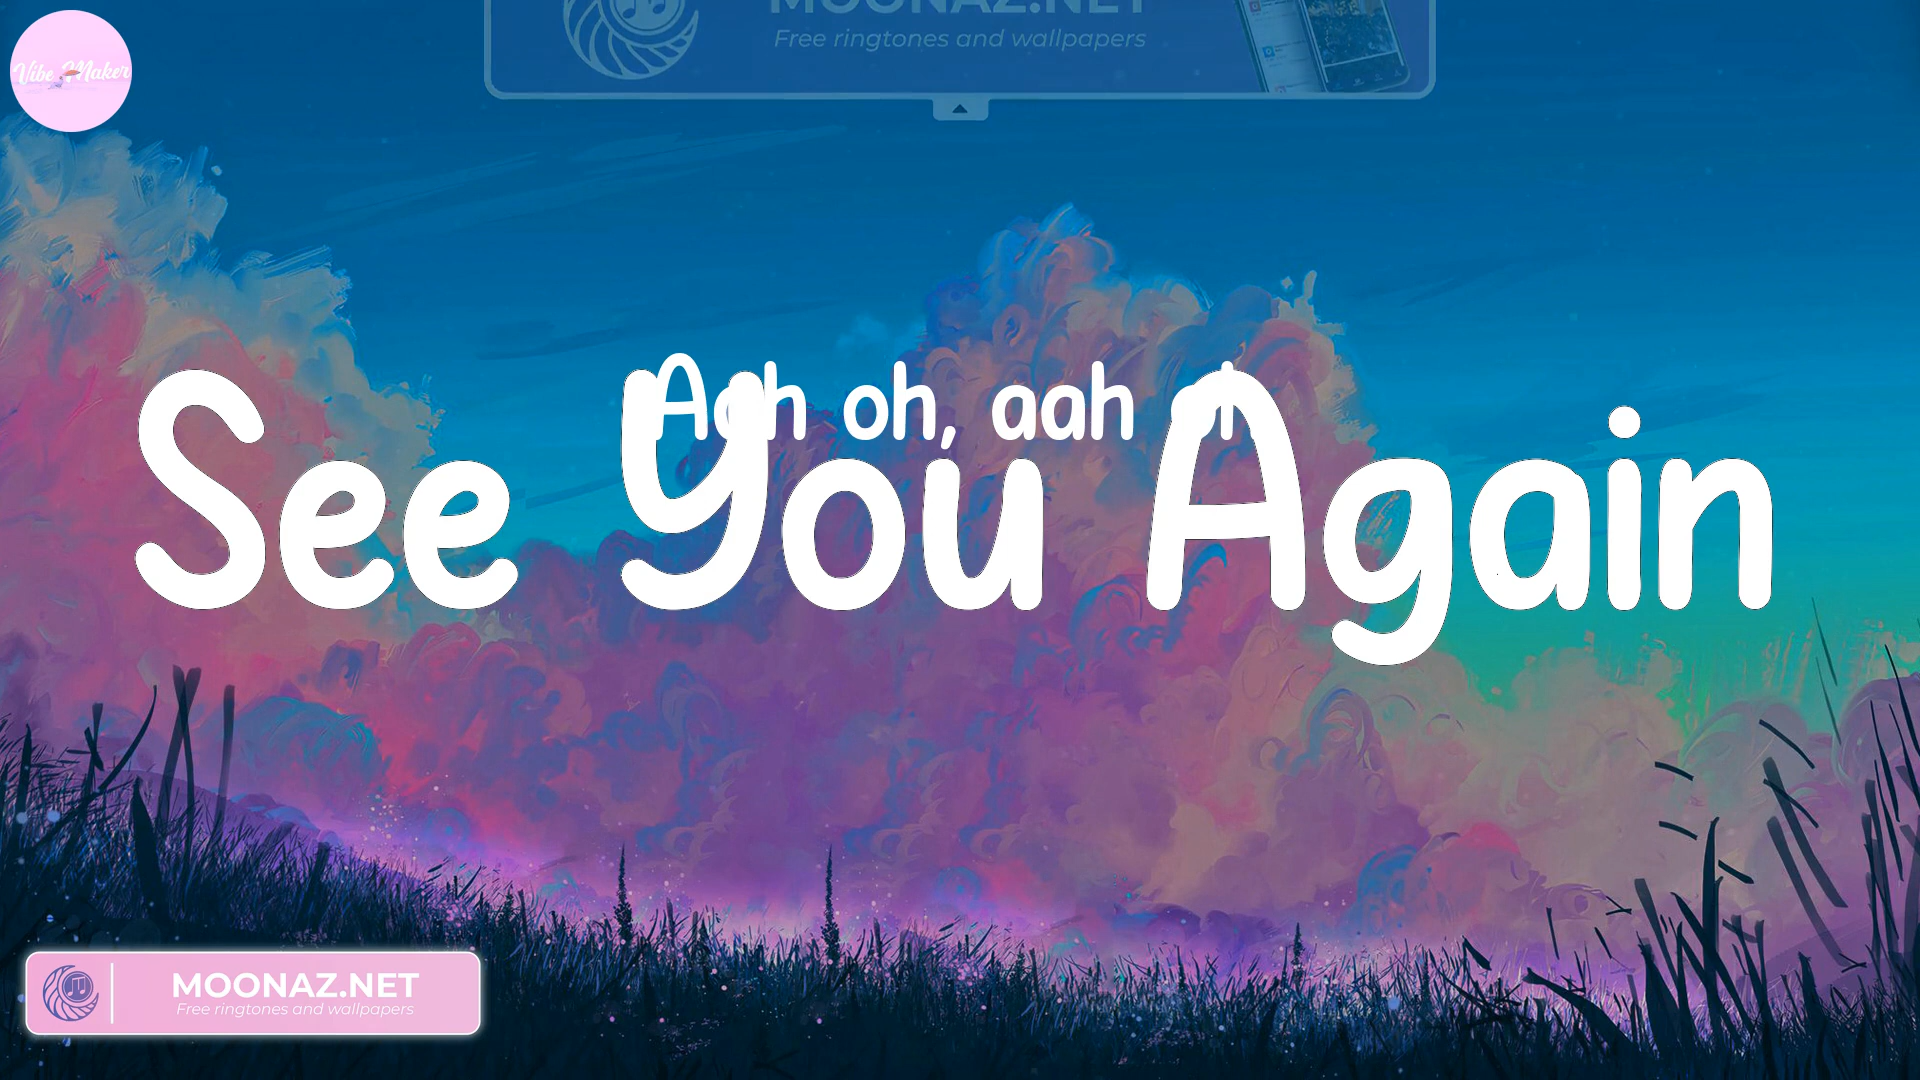 MOONAZ.NET
Free ringtones and wallpapers
Vibe Maker
Aah oh, aah oh
See You Again
MOONAZ.NET
Free ringtones and wallpapers